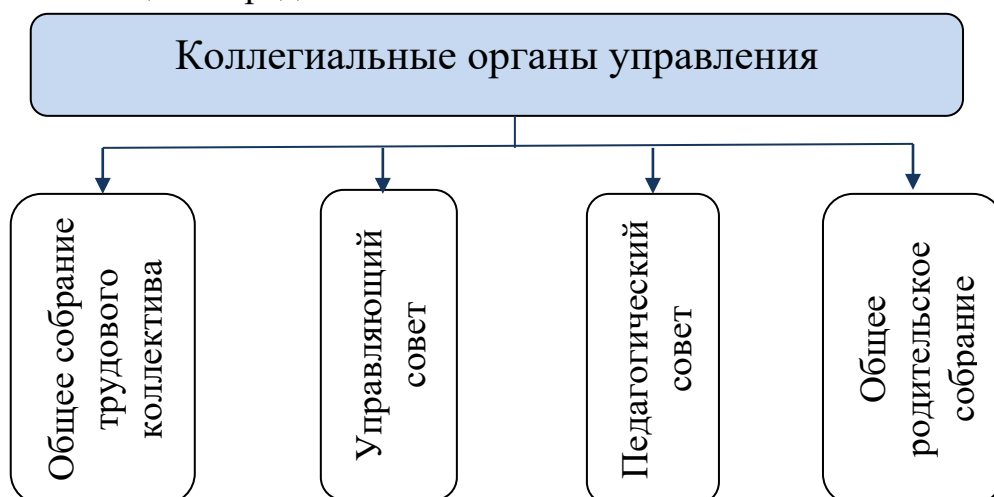 Коллегиальные органы управления
Общее собрание
трудового
коллектива
Управляющий
совет
Педагогический
совет
Общее
родительское
собрание